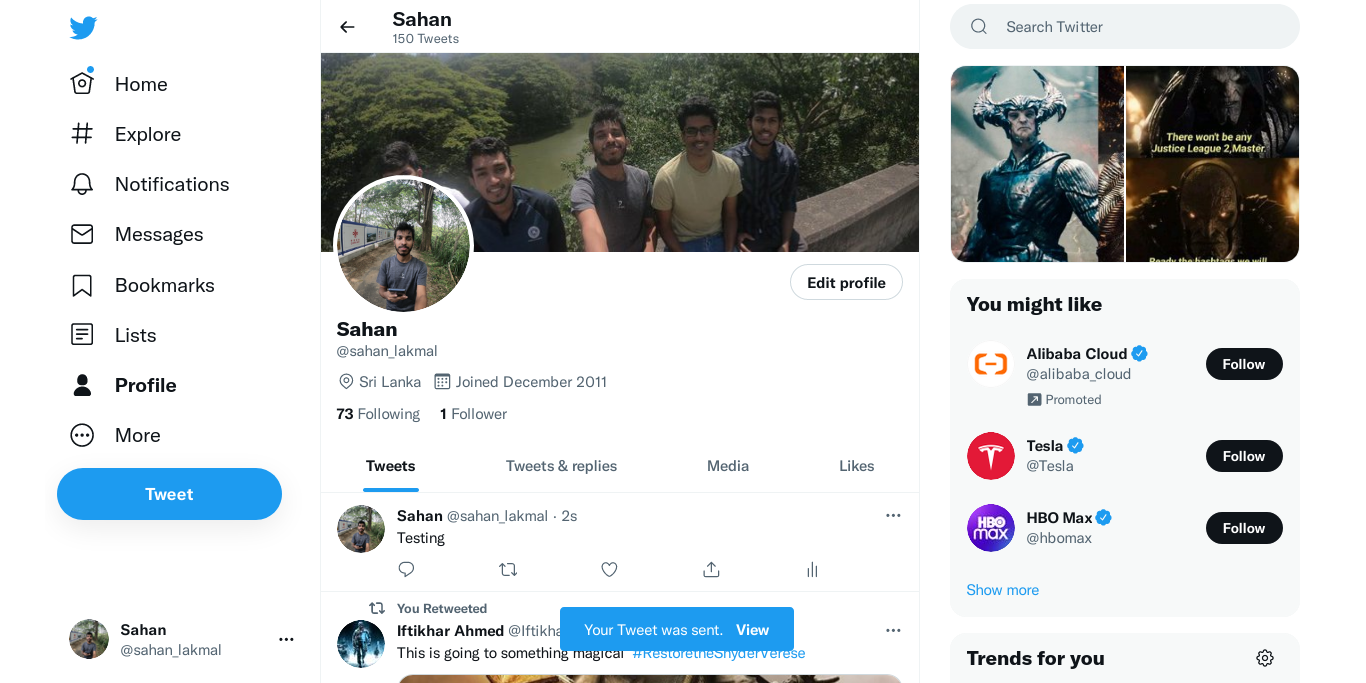 Sahan
150 Tweets
Search Twitter
Home
Explore
Notifications
Messages
Bookmarks
Lists
Profile
More
Tweet
Sahan
@sahan_lakmal
Edit profile
Sahan
@sahan_lakmal
Sri Lanka Joined December 2011
73 Following 1 Follower
Tweets Tweets & replies Media Likes
Sahan @sahan_lakmal · 2s
Testing
You Retweeted
Iftikhar Ahmed
This is going to something magical #RestoretheSnyderVerese
Your Tweet was sent. View
There won't be any
Justice League 2,Master.
Ready the hashtags we will
You might like
Alibaba Cloud
@alibaba_cloud
Promoted
Follow
Tesla
@Tesla
Follow
HBO Max
@hbomax
Follow
HBO
max
Show more
Trends for you